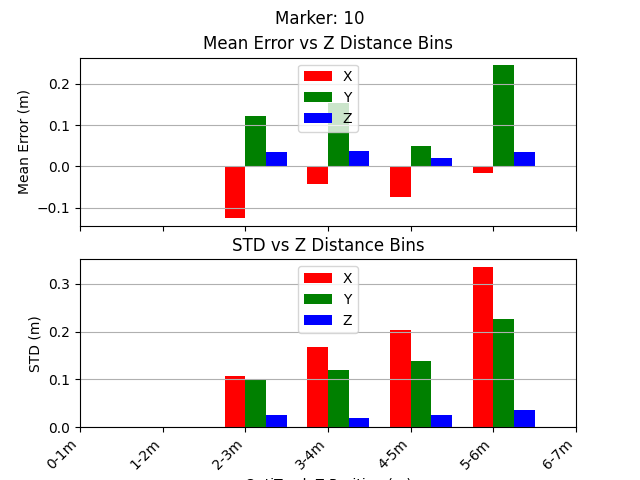 Marker: 10
Mean Error vs Z Distance Bins
Mean Error (m)
0.2
0.1
0.0
−0.1
X
Y
Z
STD vs Z Distance Bins
STD (m)
0.3
0.2
0.1
0.0
X
Y
Z
0-1m
1-2m
2-3m
3-4m
4-5m
5-6m
6-7m